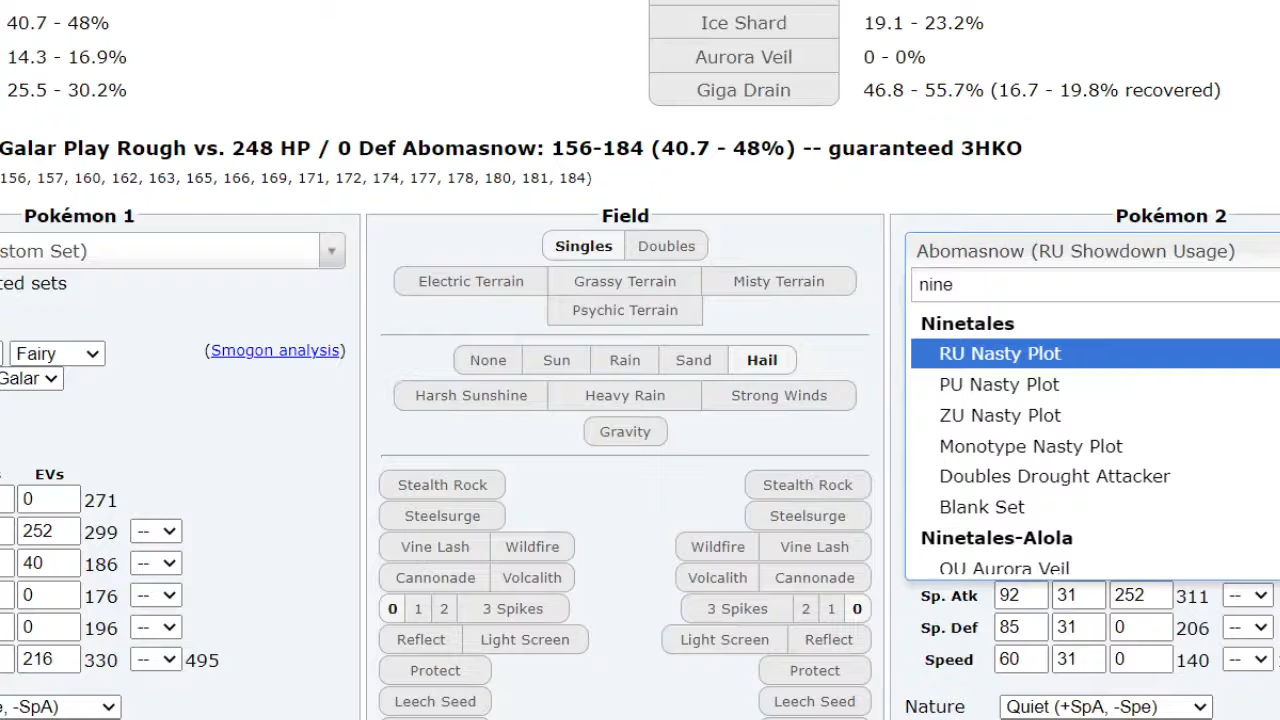 40.7 - 48%
14.3 - 16.9%
25.5 - 30.2%
Ice Shard 19.1 - 23.2%
Aurora Veil 0 - 0%
Giga Drain 46.8 - 55.7% (16.7 - 19.8% recovered)
Galar Play Rough vs. 248 HP / 0 Def Abomasnow: 156-184 (40.7 - 48%) -- guaranteed 3HKO
156, 157, 160, 162, 163, 165, 166, 169, 171, 172, 174, 177, 178, 180, 181, 184)
Pokémon 1
stom Set)
ted sets
Fairy
(Smogon analysis)
Galar
EVs
0 271
252 299 --
40 186 --
0 176 --
0 196 --
216 330 -- 495
e, -SpA)
Field
Singles Doubles
Electric Terrain Grassy Terrain Misty Terrain
Psychic Terrain
None Sun Rain Sand Hail
Harsh Sunshine Heavy Rain Strong Winds
Gravity
Stealth Rock Stealth Rock
Steelsurge Steelsurge
Vine Lash Wildfire Wildfire Vine Lash
Cannonade Volcalith Volcalith Cannonade
0 1 2 3 Spikes 3 Spikes 2 1 0
Reflect Light Screen Light Screen Reflect
Protect Protect
Leech Seed Leech Seed
Pokémon 2
Abomasnow (RU Showdown Usage)
nine
Ninetales
RU Nasty Plot
PU Nasty Plot
ZU Nasty Plot
Monotype Nasty Plot
Doubles Drought Attacker
Blank Set
Ninetales-Alola
OU Aurora Veil
Sp. Atk 92 31 252 311 --
Sp. Def 85 31 0 206 --
Speed 60 31 0 140 --
Nature Quiet (+SpA, -Spe)